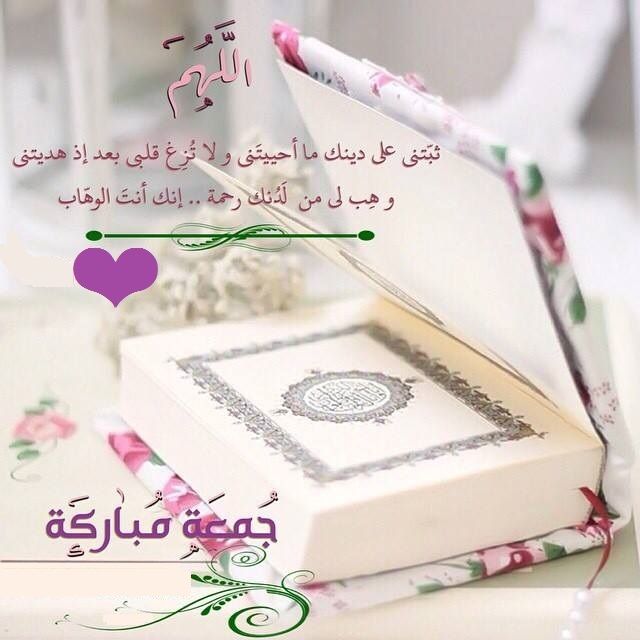 اللَّهُمَ
ثبّتنى على دينك ما أحييتَنى و لا تُزِغ قلبى بعد إذ هديتنى
و هِب لى من لَدُنك رحمة .. إنك أنتَ الوهّاب
جُمعَة مُباركَة